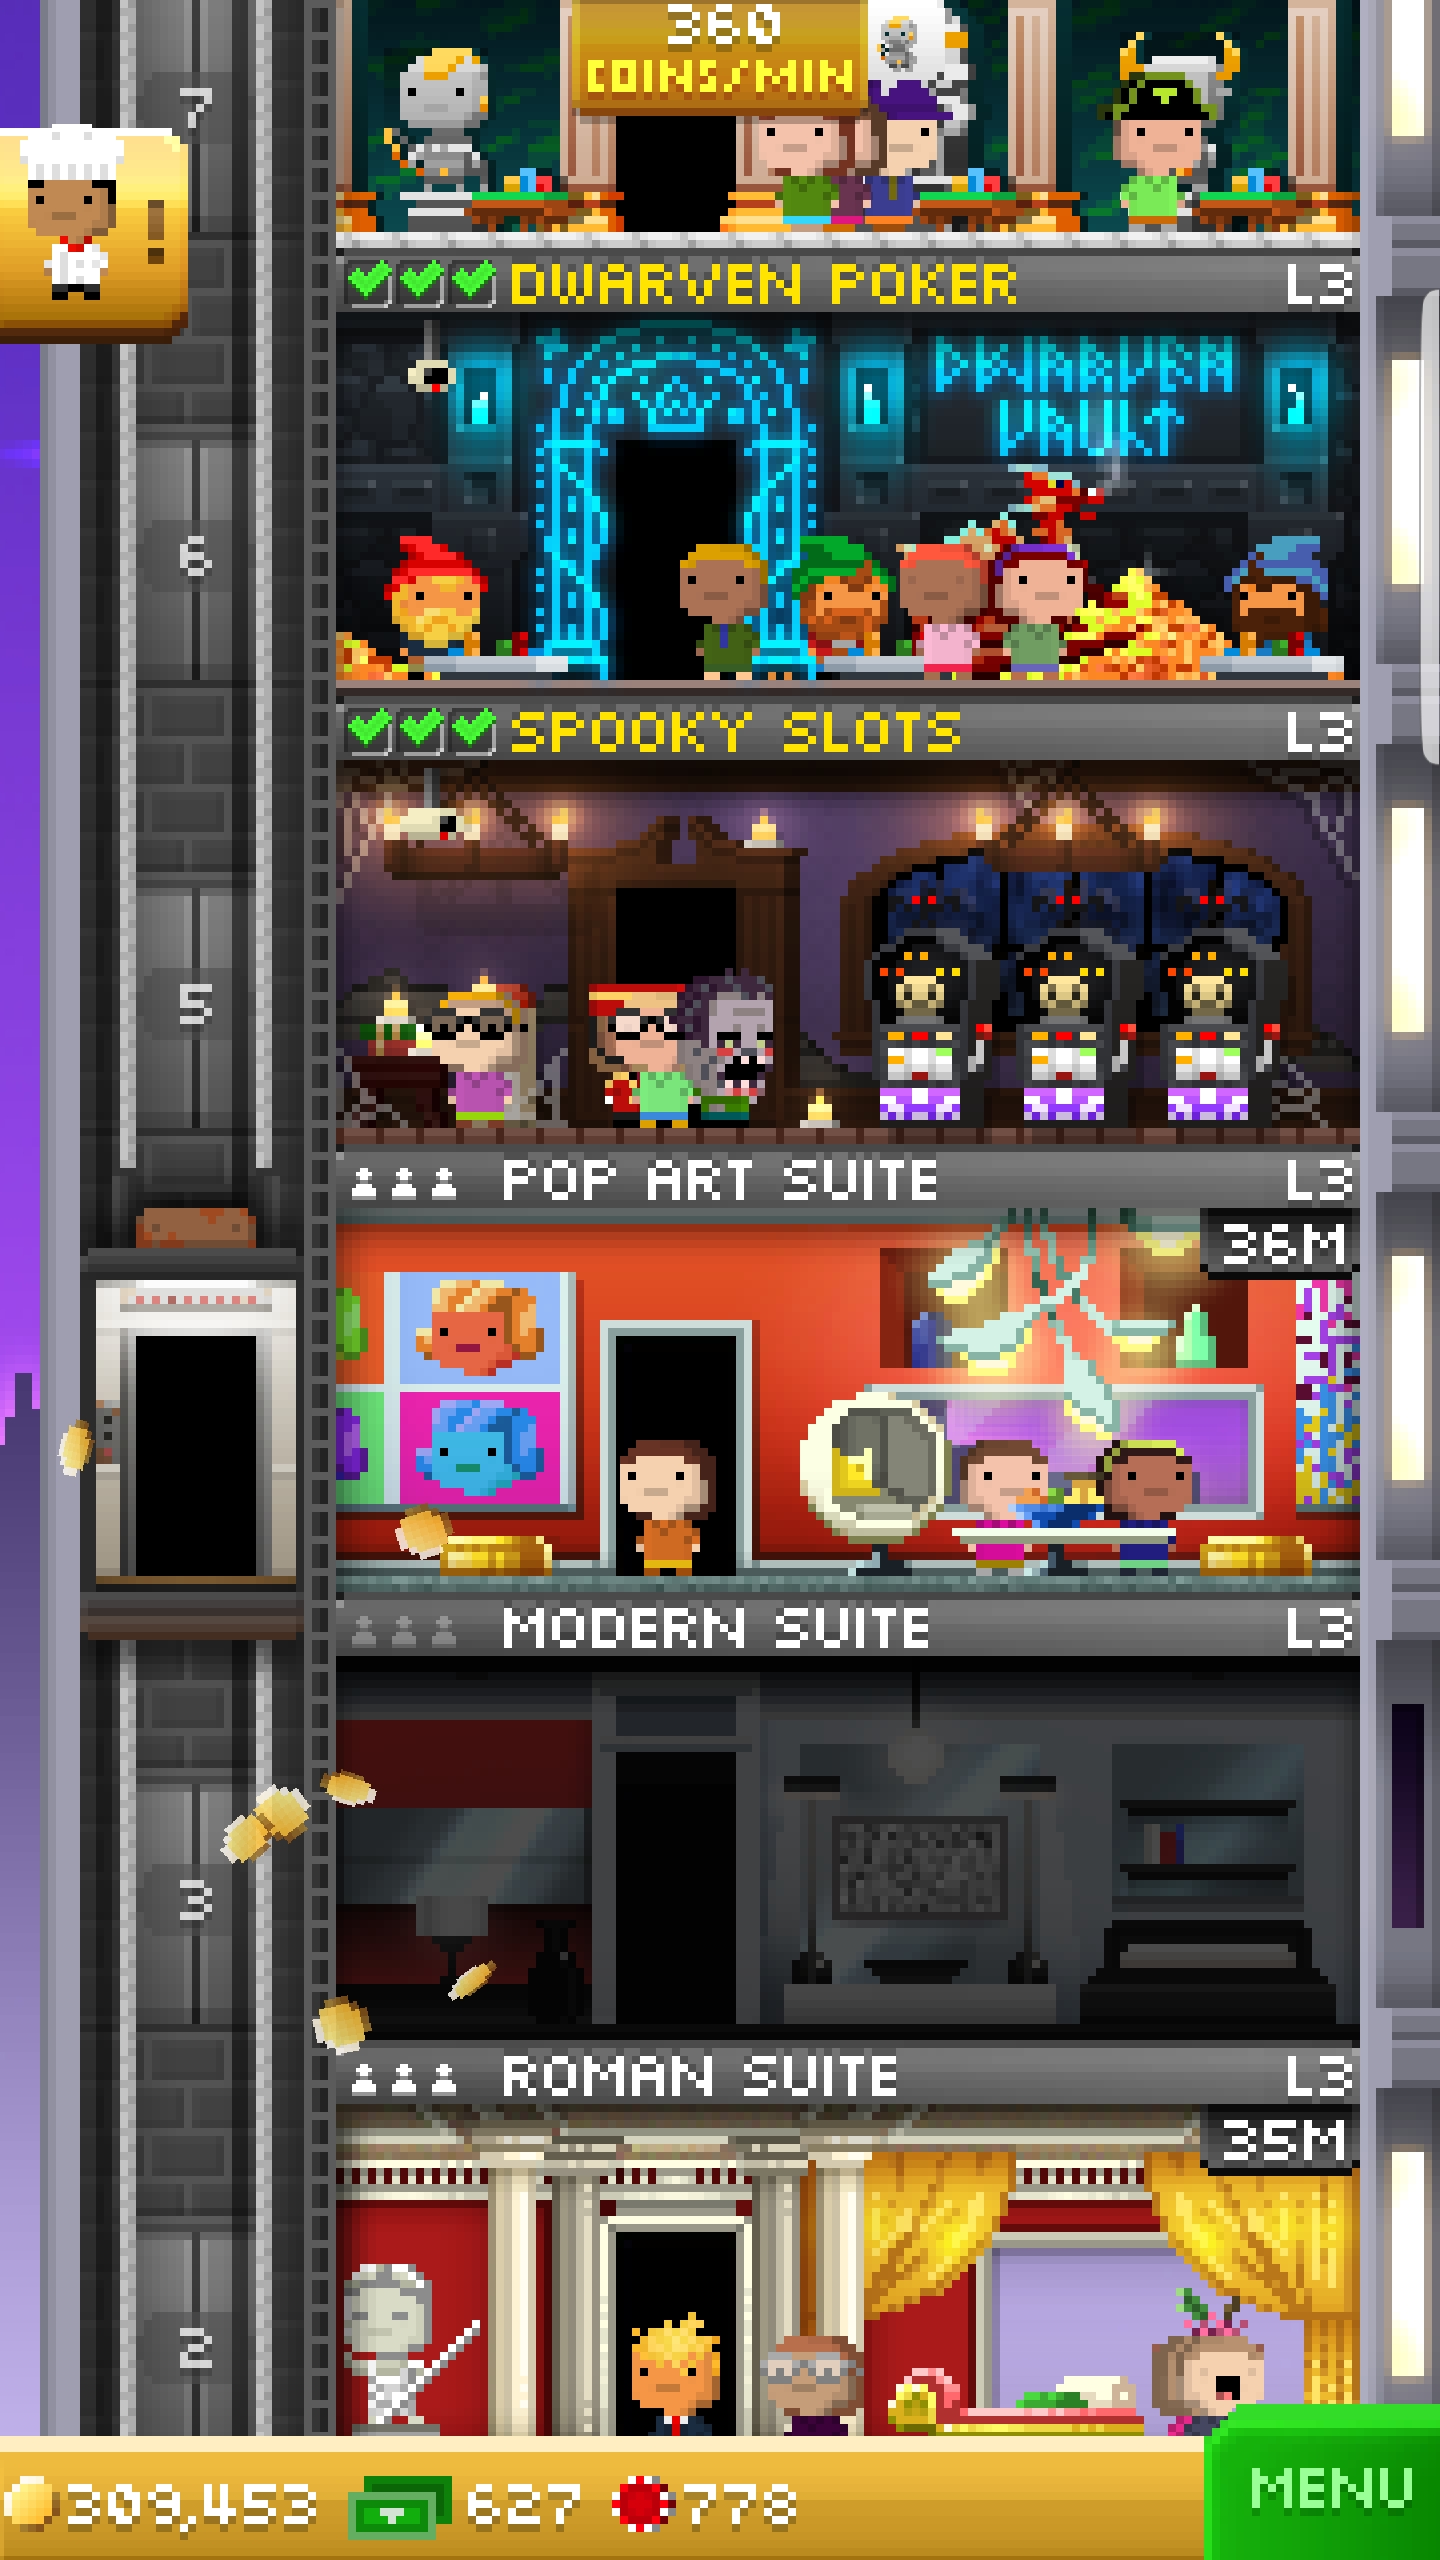 360
COINS/MIN
7
!
DWARVEN POKER L3
DWARVEN
VAULT
6
SPOOKY SLOTS L3
5
POP ART SUITE L3
36M
MODERN SUITE L3
3
ROMAN SUITE L3
35M
2
309,453 627 778
MENU